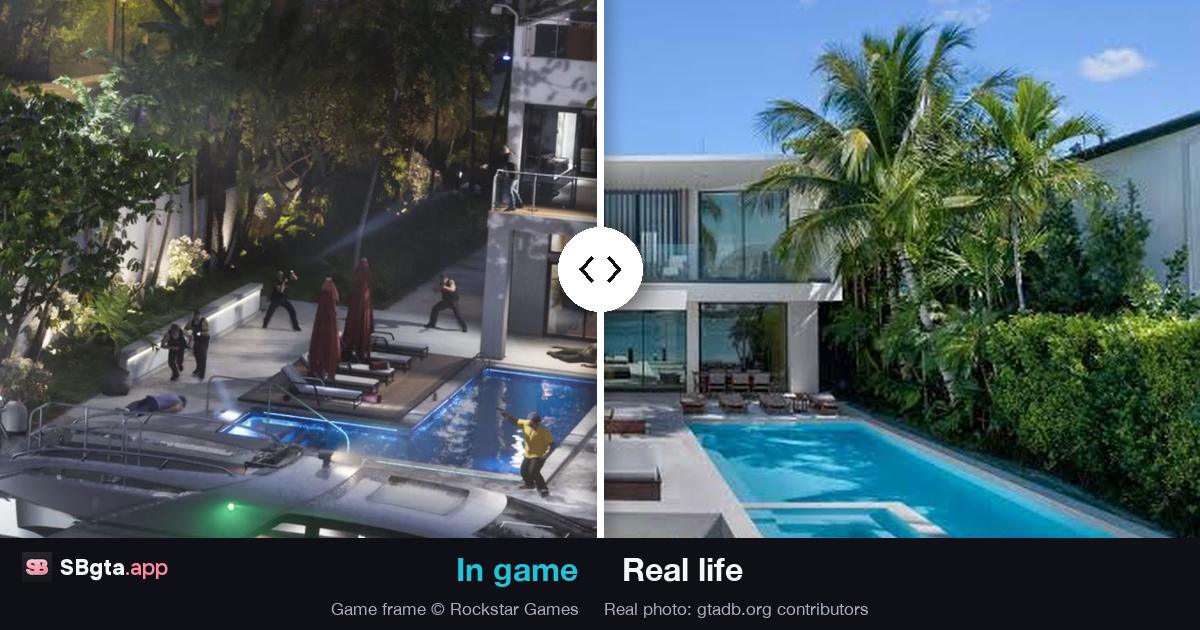 SB SBgta.app
In game
Real life
Game frame © Rockstar Games
Real photo: gtadb.org contributors